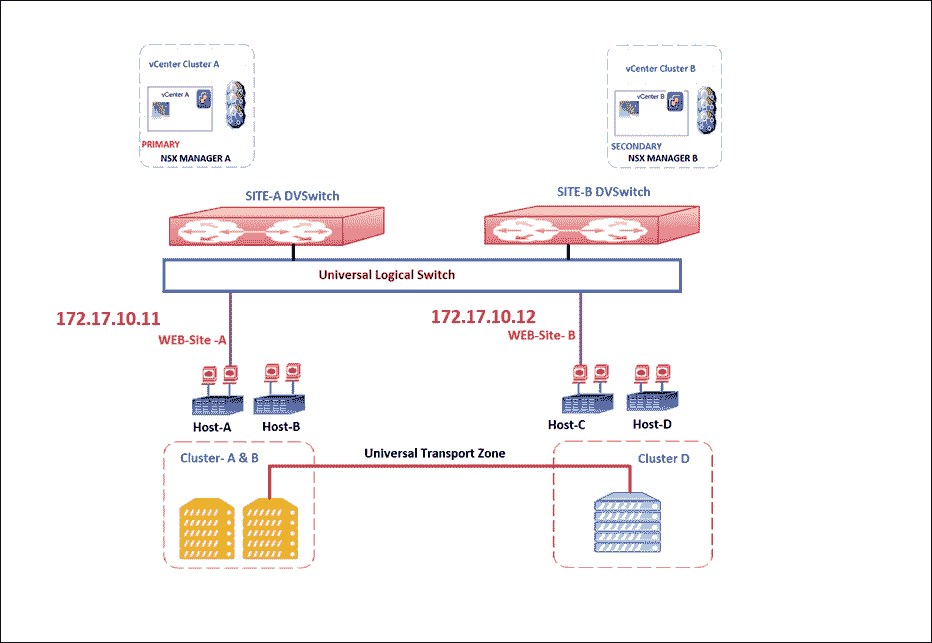 vCenter Cluster A
vCenter A
PRIMARY
NSX MANAGER A
vCenter Cluster B
vCenter B
SECONDARY
NSX MANAGER B
SITE-A DVSwitch
SITE-B DVSwitch
Universal Logical Switch
172.17.10.11
WEB-Site -A
172.17.10.12
WEB-Site- B
Host-A
Host-B
Host-C
Host-D
Cluster- A & B
Universal Transport Zone
Cluster D